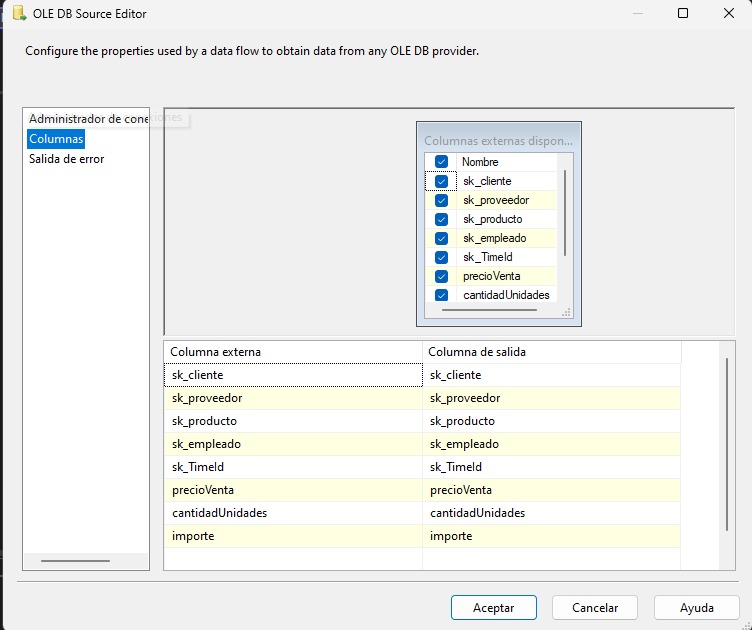 OLE DB Source Editor
Configure the properties used by a data flow to obtain data from any OLE DB provider.
Administrador de cone
iones
Columnas
Salida de error
Columnas externas dispon...
Nombre
sk_cliente
sk_proveedor
sk_producto
sk_empleado
sk_TimeId
precioVenta
cantidadUnidades
Columna externa Columna de salida
sk_cliente sk_cliente
sk_proveedor sk_proveedor
sk_producto sk_producto
sk_empleado sk_empleado
sk_TimeId sk_TimeId
precioVenta precioVenta
cantidadUnidades cantidadUnidades
importe importe
Aceptar Cancelar Ayuda